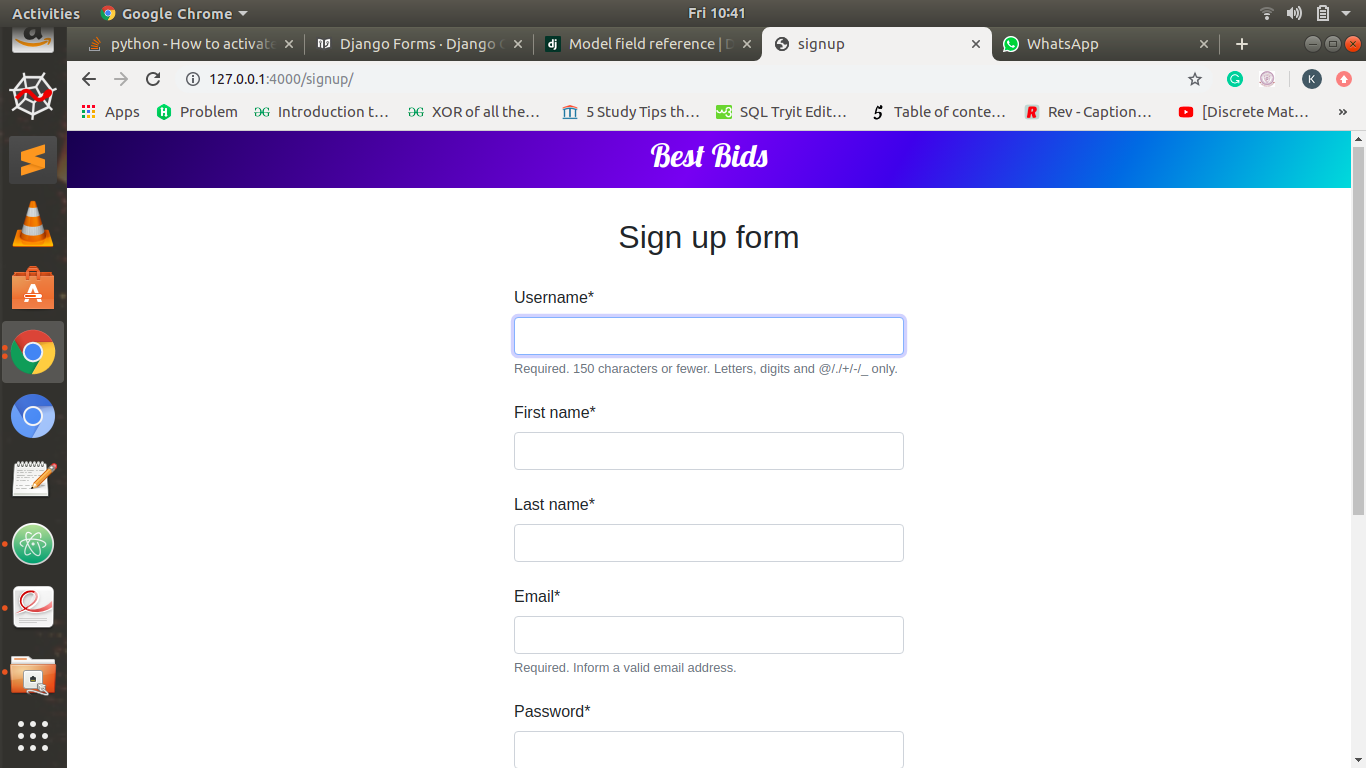 Activities Google Chrome Fri 10:41
python - How to activate Django Forms · Django Model field reference | D signup WhatsApp
127.0.0.1:4000/signup/ K
Apps Problem Introduction t… XOR of all the… 5 Study Tips th… SQL Tryit Edit… Table of conte… Rev - Caption… [Discrete Mat… »
Best Bids
Sign up form
Username*
Required. 150 characters or fewer. Letters, digits and @/./+/-/_ only.
First name*
Last name*
Email*
Required. Inform a valid email address.
Password*